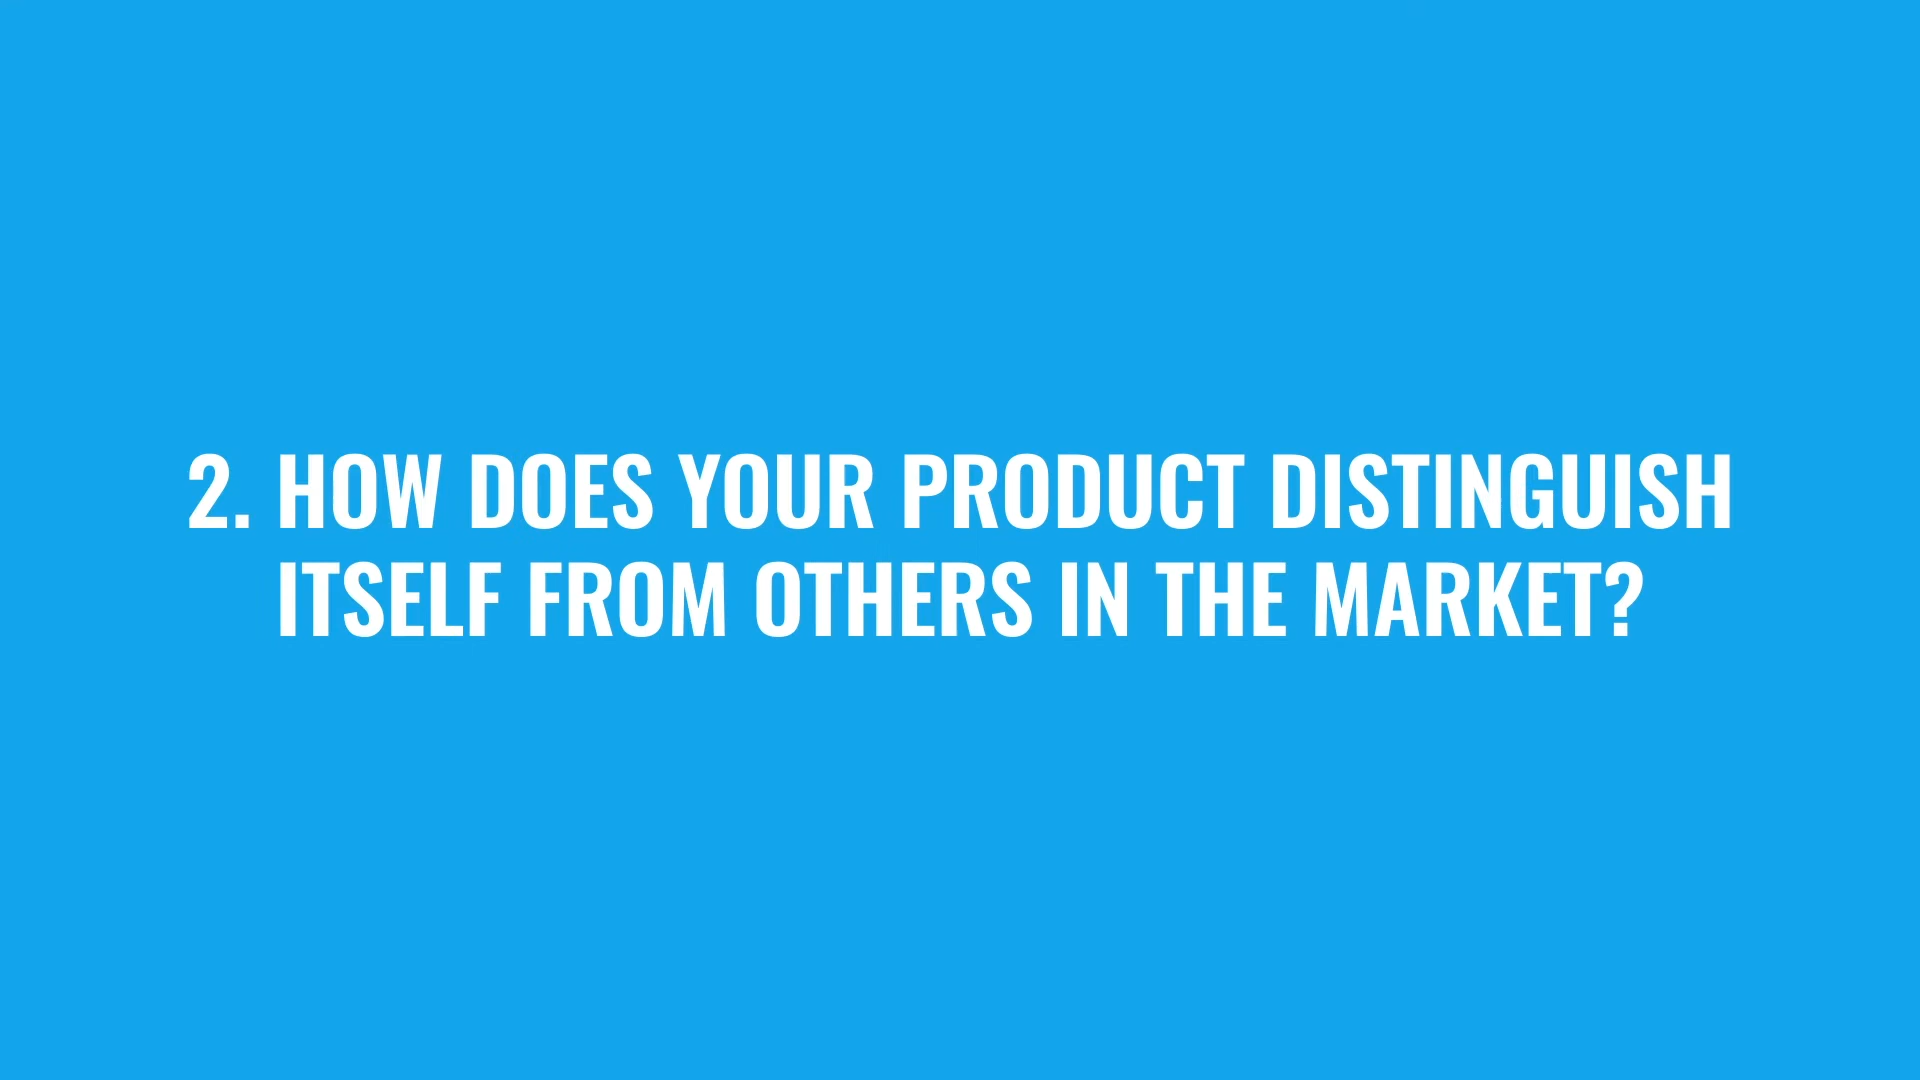 2. HOW DOES YOUR PRODUCT DISTINGUISH
ITSELF FROM OTHERS IN THE MARKET?